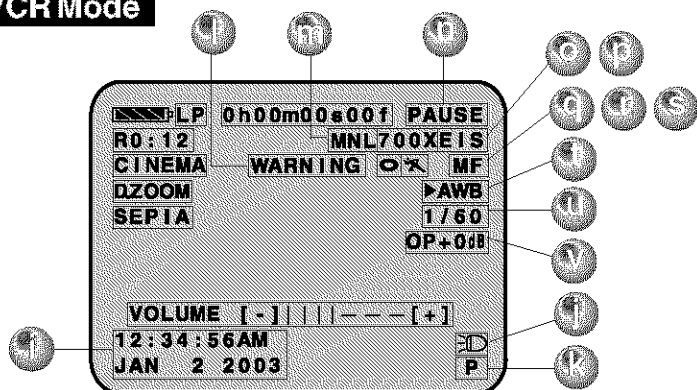 CR Mode
l m n
o p
LP 0h00m00s00f PAUSE
R0:12 MNL700XEIS
q r s
CINEMA WARNING MF
t
D.ZOOM ▶AWB
SEPIA 1/60
u
OP+0dB
v
VOLUME [-]||||---[+]
12:34:56AM
j
JAN 2 2003
P k